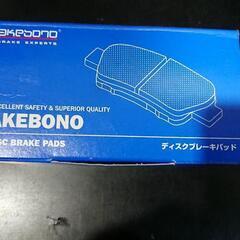 akebono
BRAKE EXPERTS
CELLENT SAFETY & SUPERIOR QUALITY
AKEBONO
SC BRAKE PADS
ディスクブレーキパッド